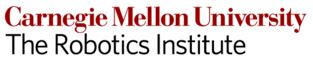 Carnegie Mellon University
The Robotics Institute